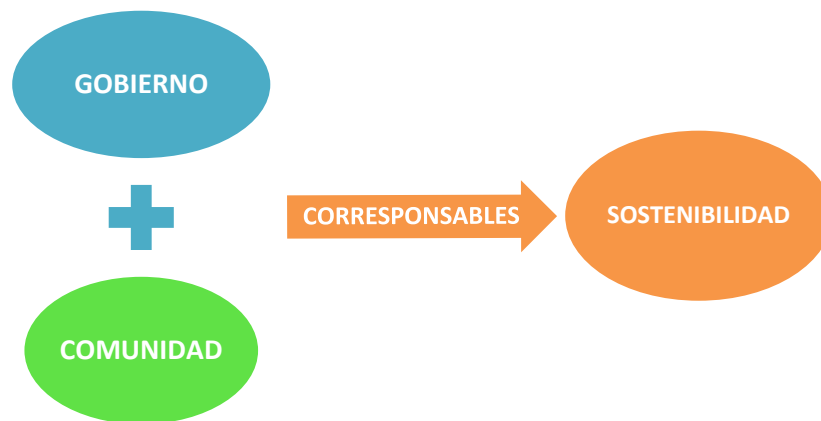 GOBIERNO
CORRESPONSABLES
SOSTENIBILIDAD
COMUNIDAD